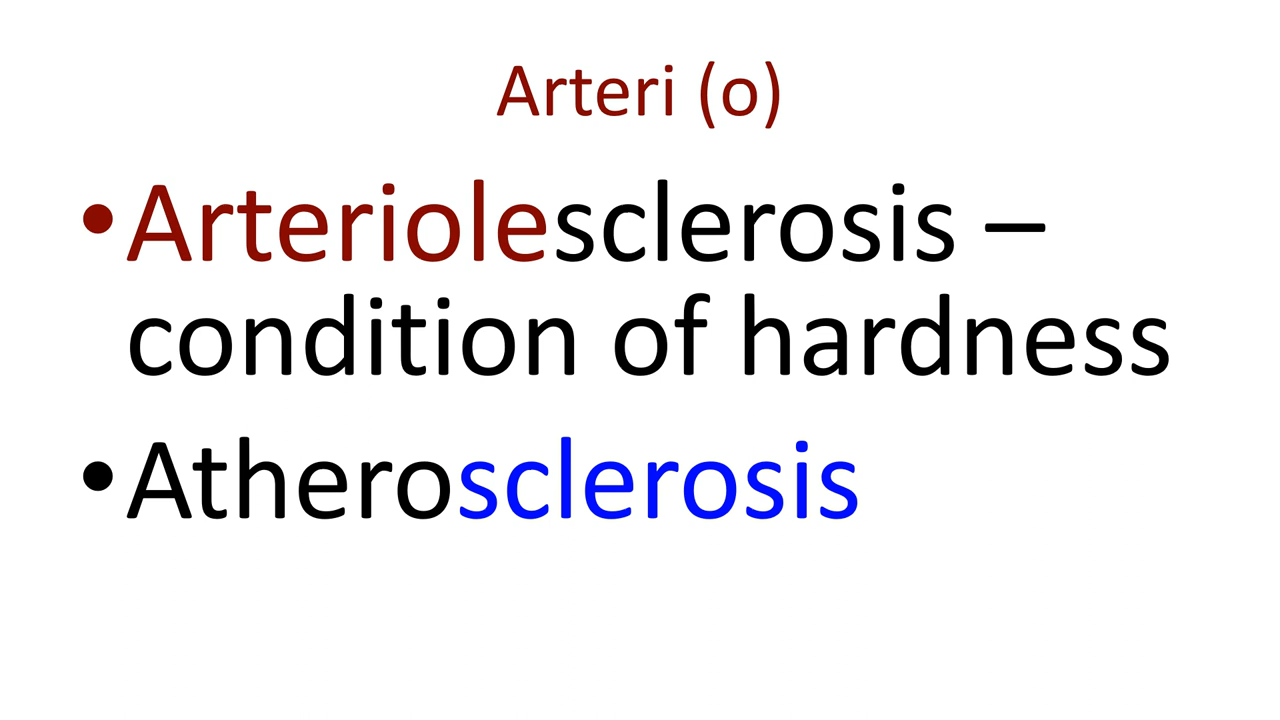 Arteri (o)
•Arteriolesclerosis –
condition of hardness
•Atherosclerosis